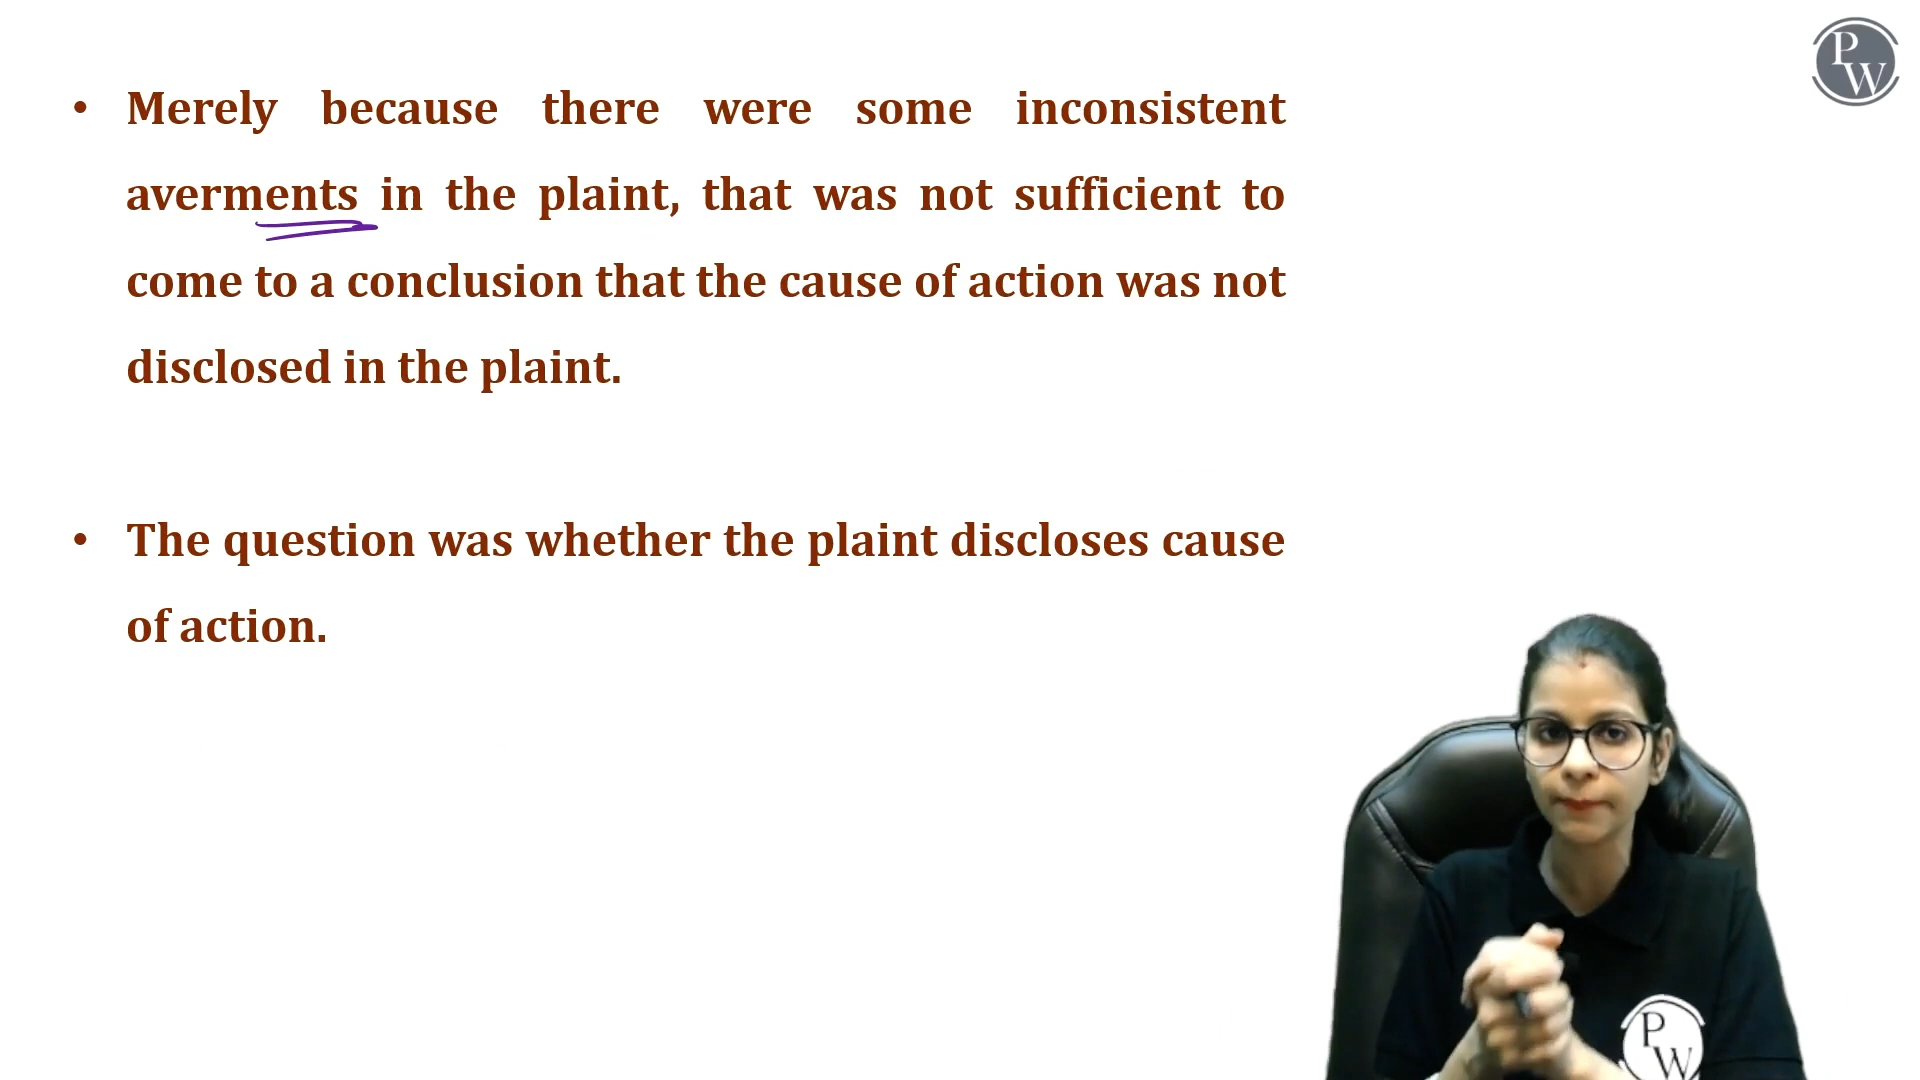 P
W
• Merely because there were some inconsistent
averments in the plaint, that was not sufficient to
come to a conclusion that the cause of action was not
disclosed in the plaint.
• The question was whether the plaint discloses cause
of action.
P
W